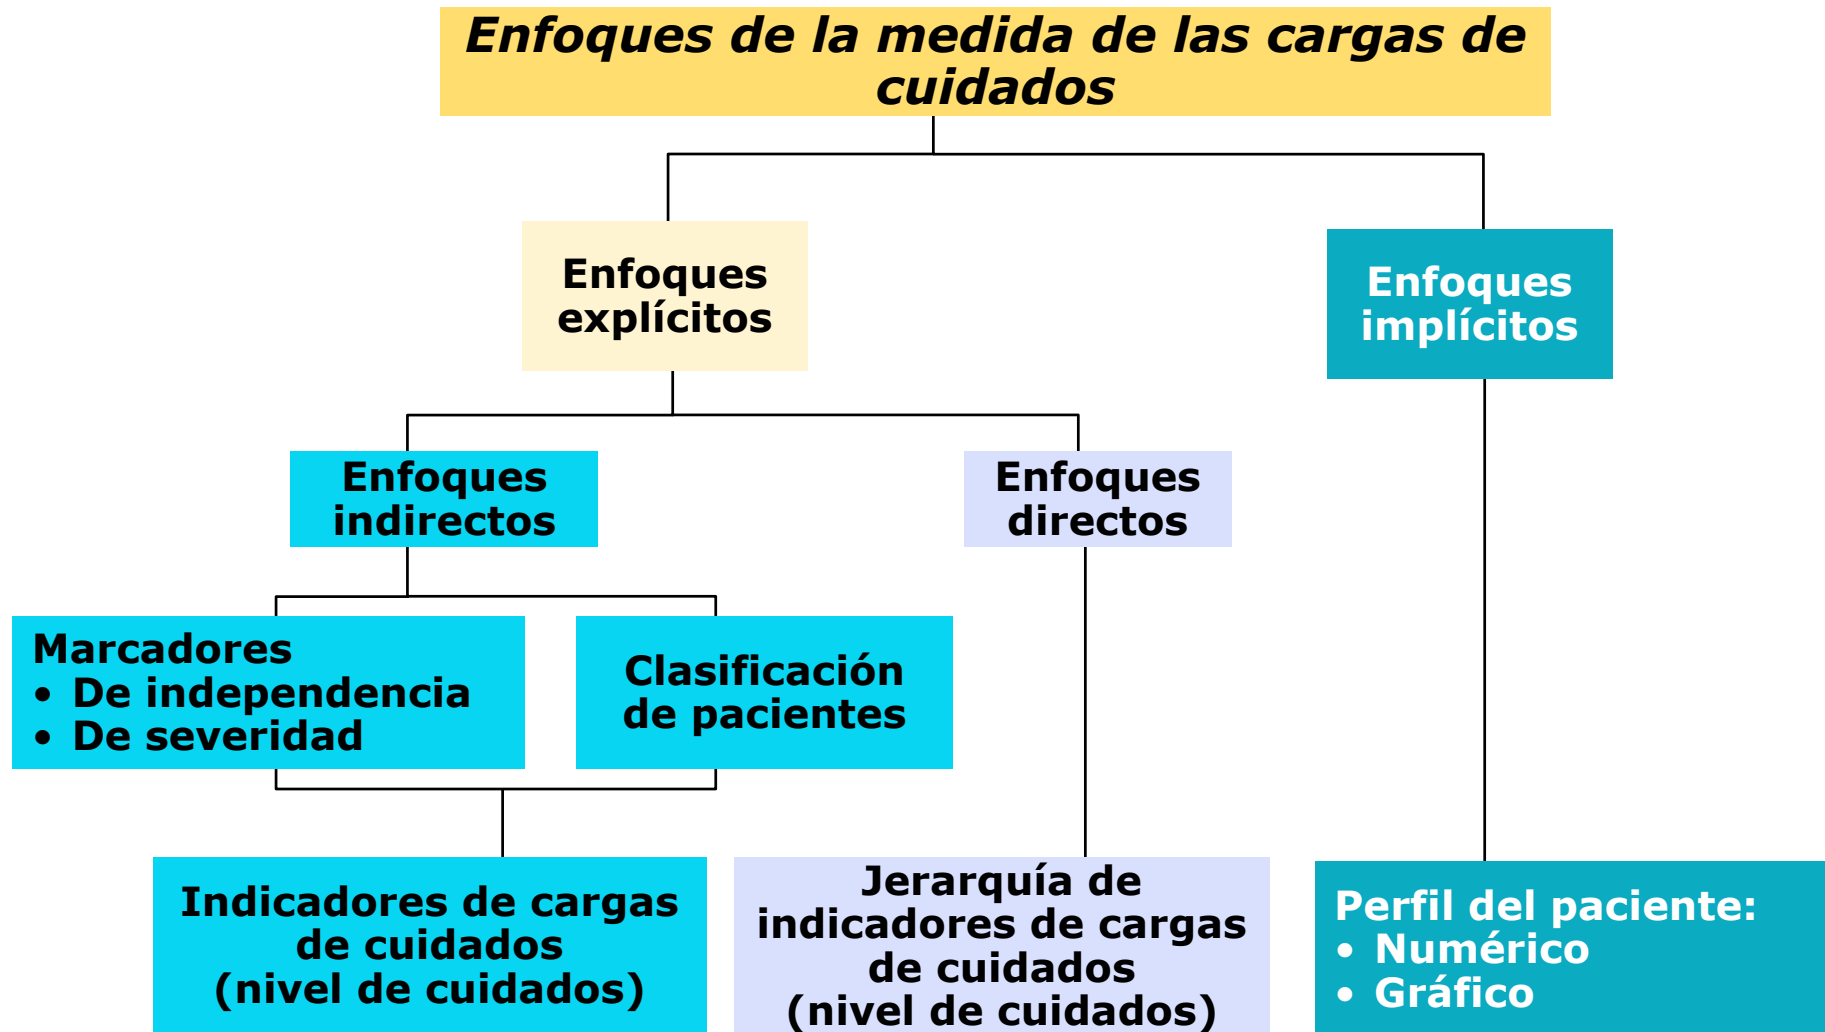 Enfoques de la medida de las cargas de
cuidados
Enfoques
explícitos
Enfoques
implícitos
Enfoques
indirectos
Enfoques
directos
Marcadores
• De independencia
• De severidad
Clasificación
de pacientes
Indicadores de cargas
de cuidados
(nivel de cuidados)
Jerarquía de
indicadores de cargas
de cuidados
(nivel de cuidados)
Perfil del paciente:
• Numérico
• Gráfico